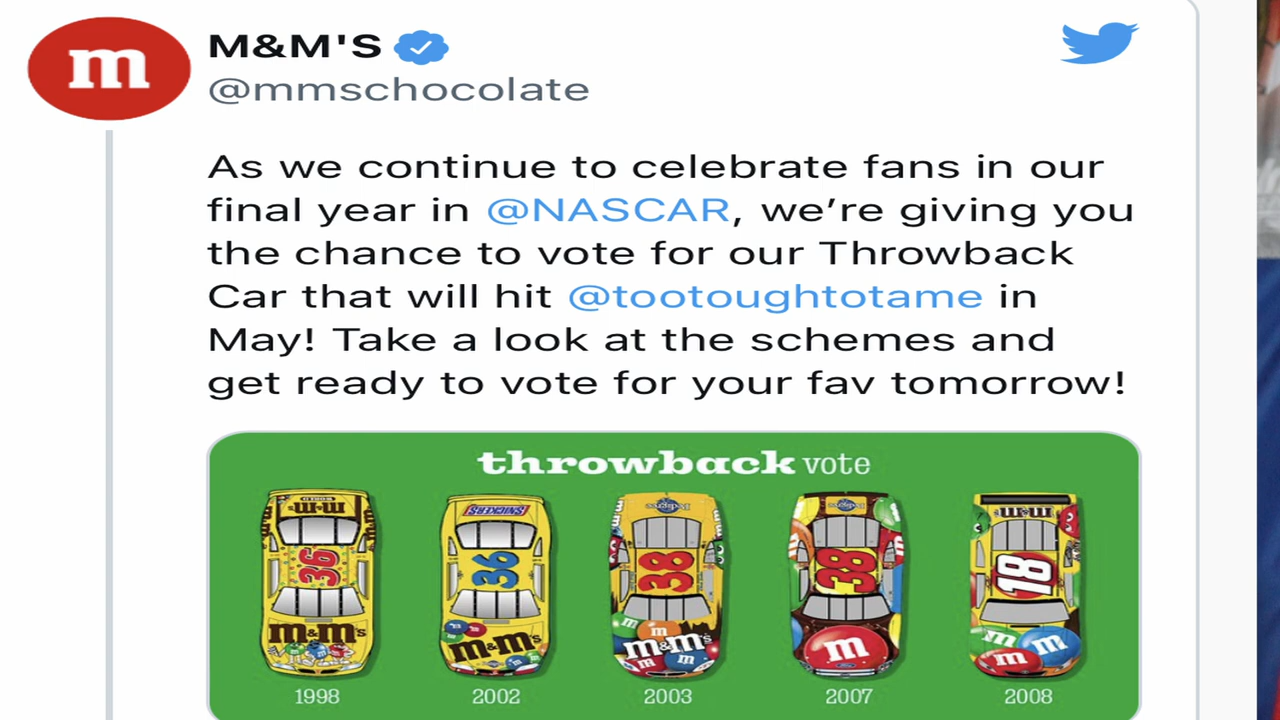 m
M&M'S
@mmschocolate
As we continue to celebrate fans in our
final year in @NASCAR, we’re giving you
the chance to vote for our Throwback
Car that will hit @tootoughtotame in
May! Take a look at the schemes and
get ready to vote for your fav tomorrow!
throwback vote
m&m's SNICKERS Pedigree Pedigree m&m's
36 36 38 38 18
m&m's m&m's m&m's m m m
1998 2002 2003 2007 2008